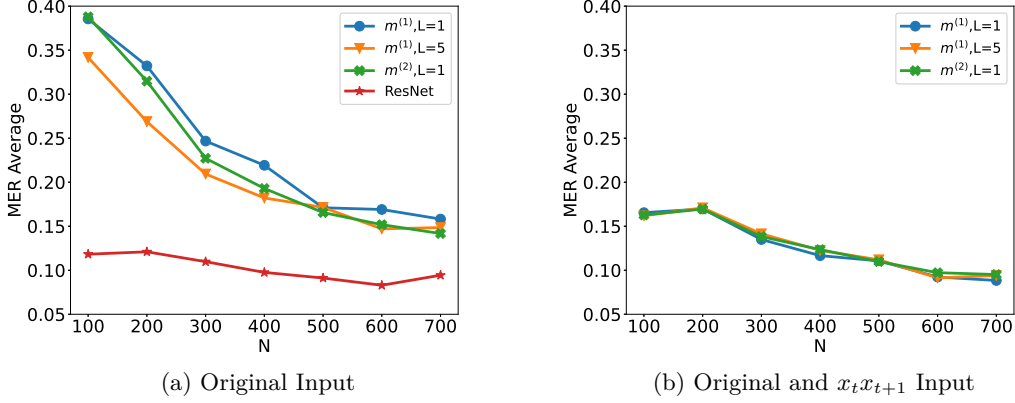 0.40
0.35
0.30
0.25
0.20
0.15
0.10
0.05
MER Average
100 200 300 400 500 600 700
N
m^(1),L=1
m^(1),L=5
m^(2),L=1
ResNet
(a) Original Input
0.40
0.35
0.30
0.25
0.20
0.15
0.10
0.05
MER Average
100 200 300 400 500 600 700
N
m^(1),L=1
m^(1),L=5
m^(2),L=1
(b) Original and x_t x_{t+1} Input